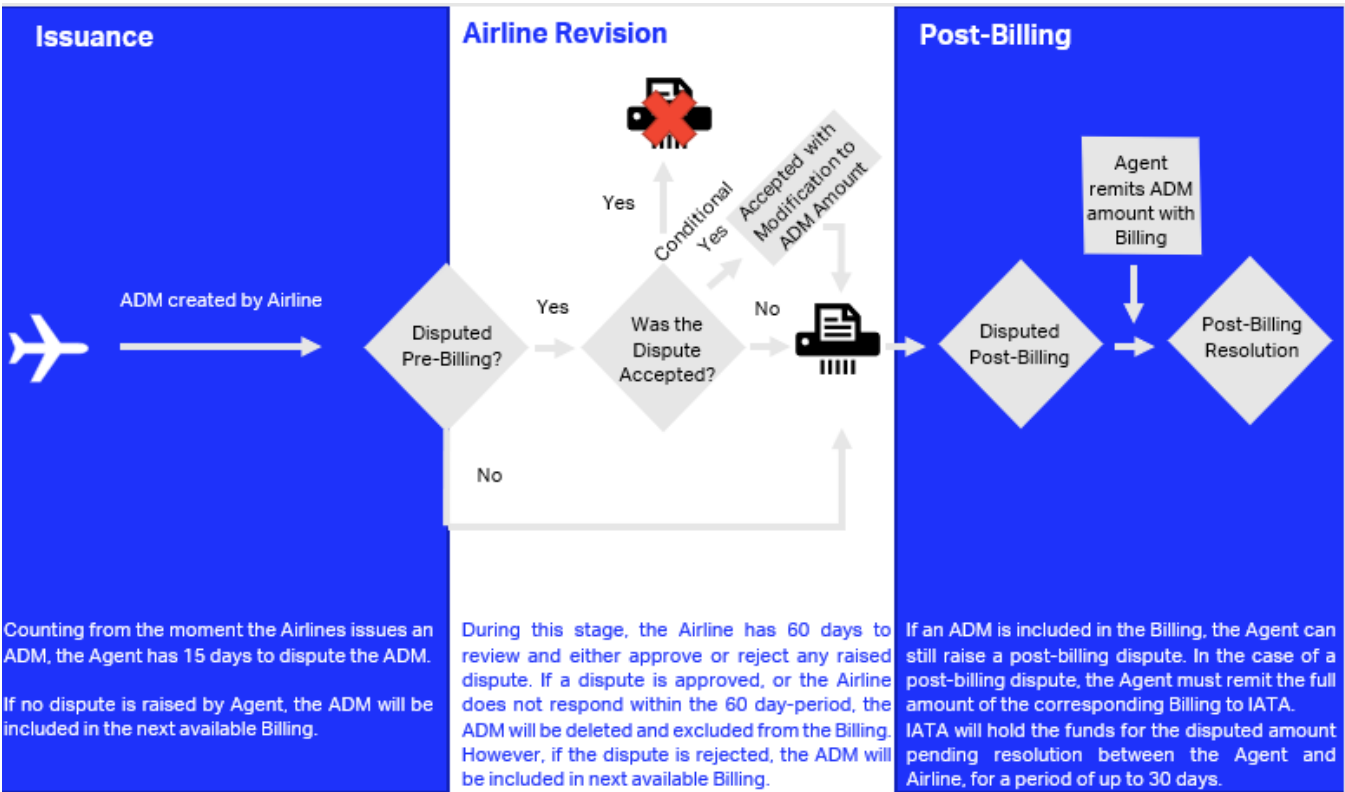 Issuance
Airline Revision
Post-Billing
ADM created by Airline
Disputed
Pre-Billing?
Yes
No
Was the
Dispute
Accepted?
Yes
Conditional
Yes
Accepted with
Modification to
ADM Amount
No
Disputed
Post-Billing
Agent
remits ADM
amount with
Billing
Post-Billing
Resolution
Counting from the moment the Airlines issues an
ADM, the Agent has 15 days to dispute the ADM.
If no dispute is raised by Agent, the ADM will be
included in the next available Billing.
During this stage, the Airline has 60 days to
review and either approve or reject any raised
dispute. If a dispute is approved, or the Airline
does not respond within the 60 day-period, the
ADM will be deleted and excluded from the Billing.
However, if the dispute is rejected, the ADM will
be included in next available Billing.
If an ADM is included in the Billing, the Agent can
still raise a post-billing dispute. In the case of a
post-billing dispute, the Agent must remit the full
amount of the corresponding Billing to IATA.
IATA will hold the funds for the disputed amount
pending resolution between the Agent and
Airline, for a period of up to 30 days.